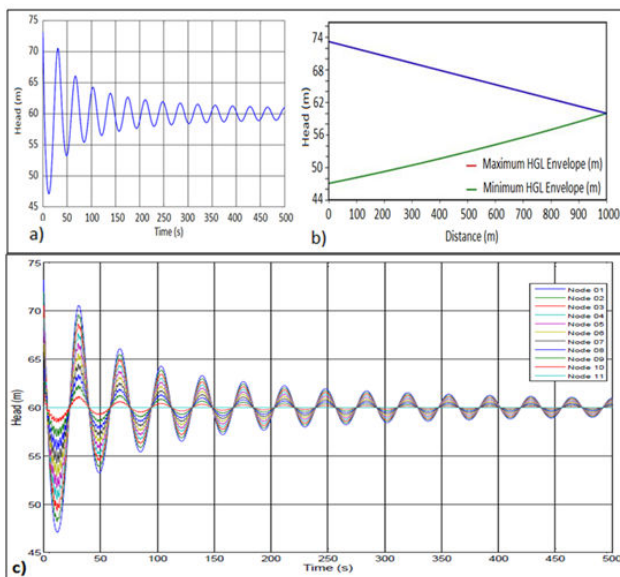 75
70
65
60
55
50
45
Head (m)
0 50 100 150 200 250 300 350 400 450 500
Time (s)
a)
b)
72
64
56
50
44
Head (m)
Maximum HGL Envelope (m)
Minimum HGL Envelope (m)
0 100 200 300 400 500 600 700 800 900 1000
Distance (m)
75
70
65
60
55
50
45
Head (m)
Node 01
Node 02
Node 03
Node 04
Node 05
Node 06
Node 07
Node 08
Node 09
Node 10
Node 11
0 50 100 150 200 250 300 350 400 450 500
Time (s)
c)